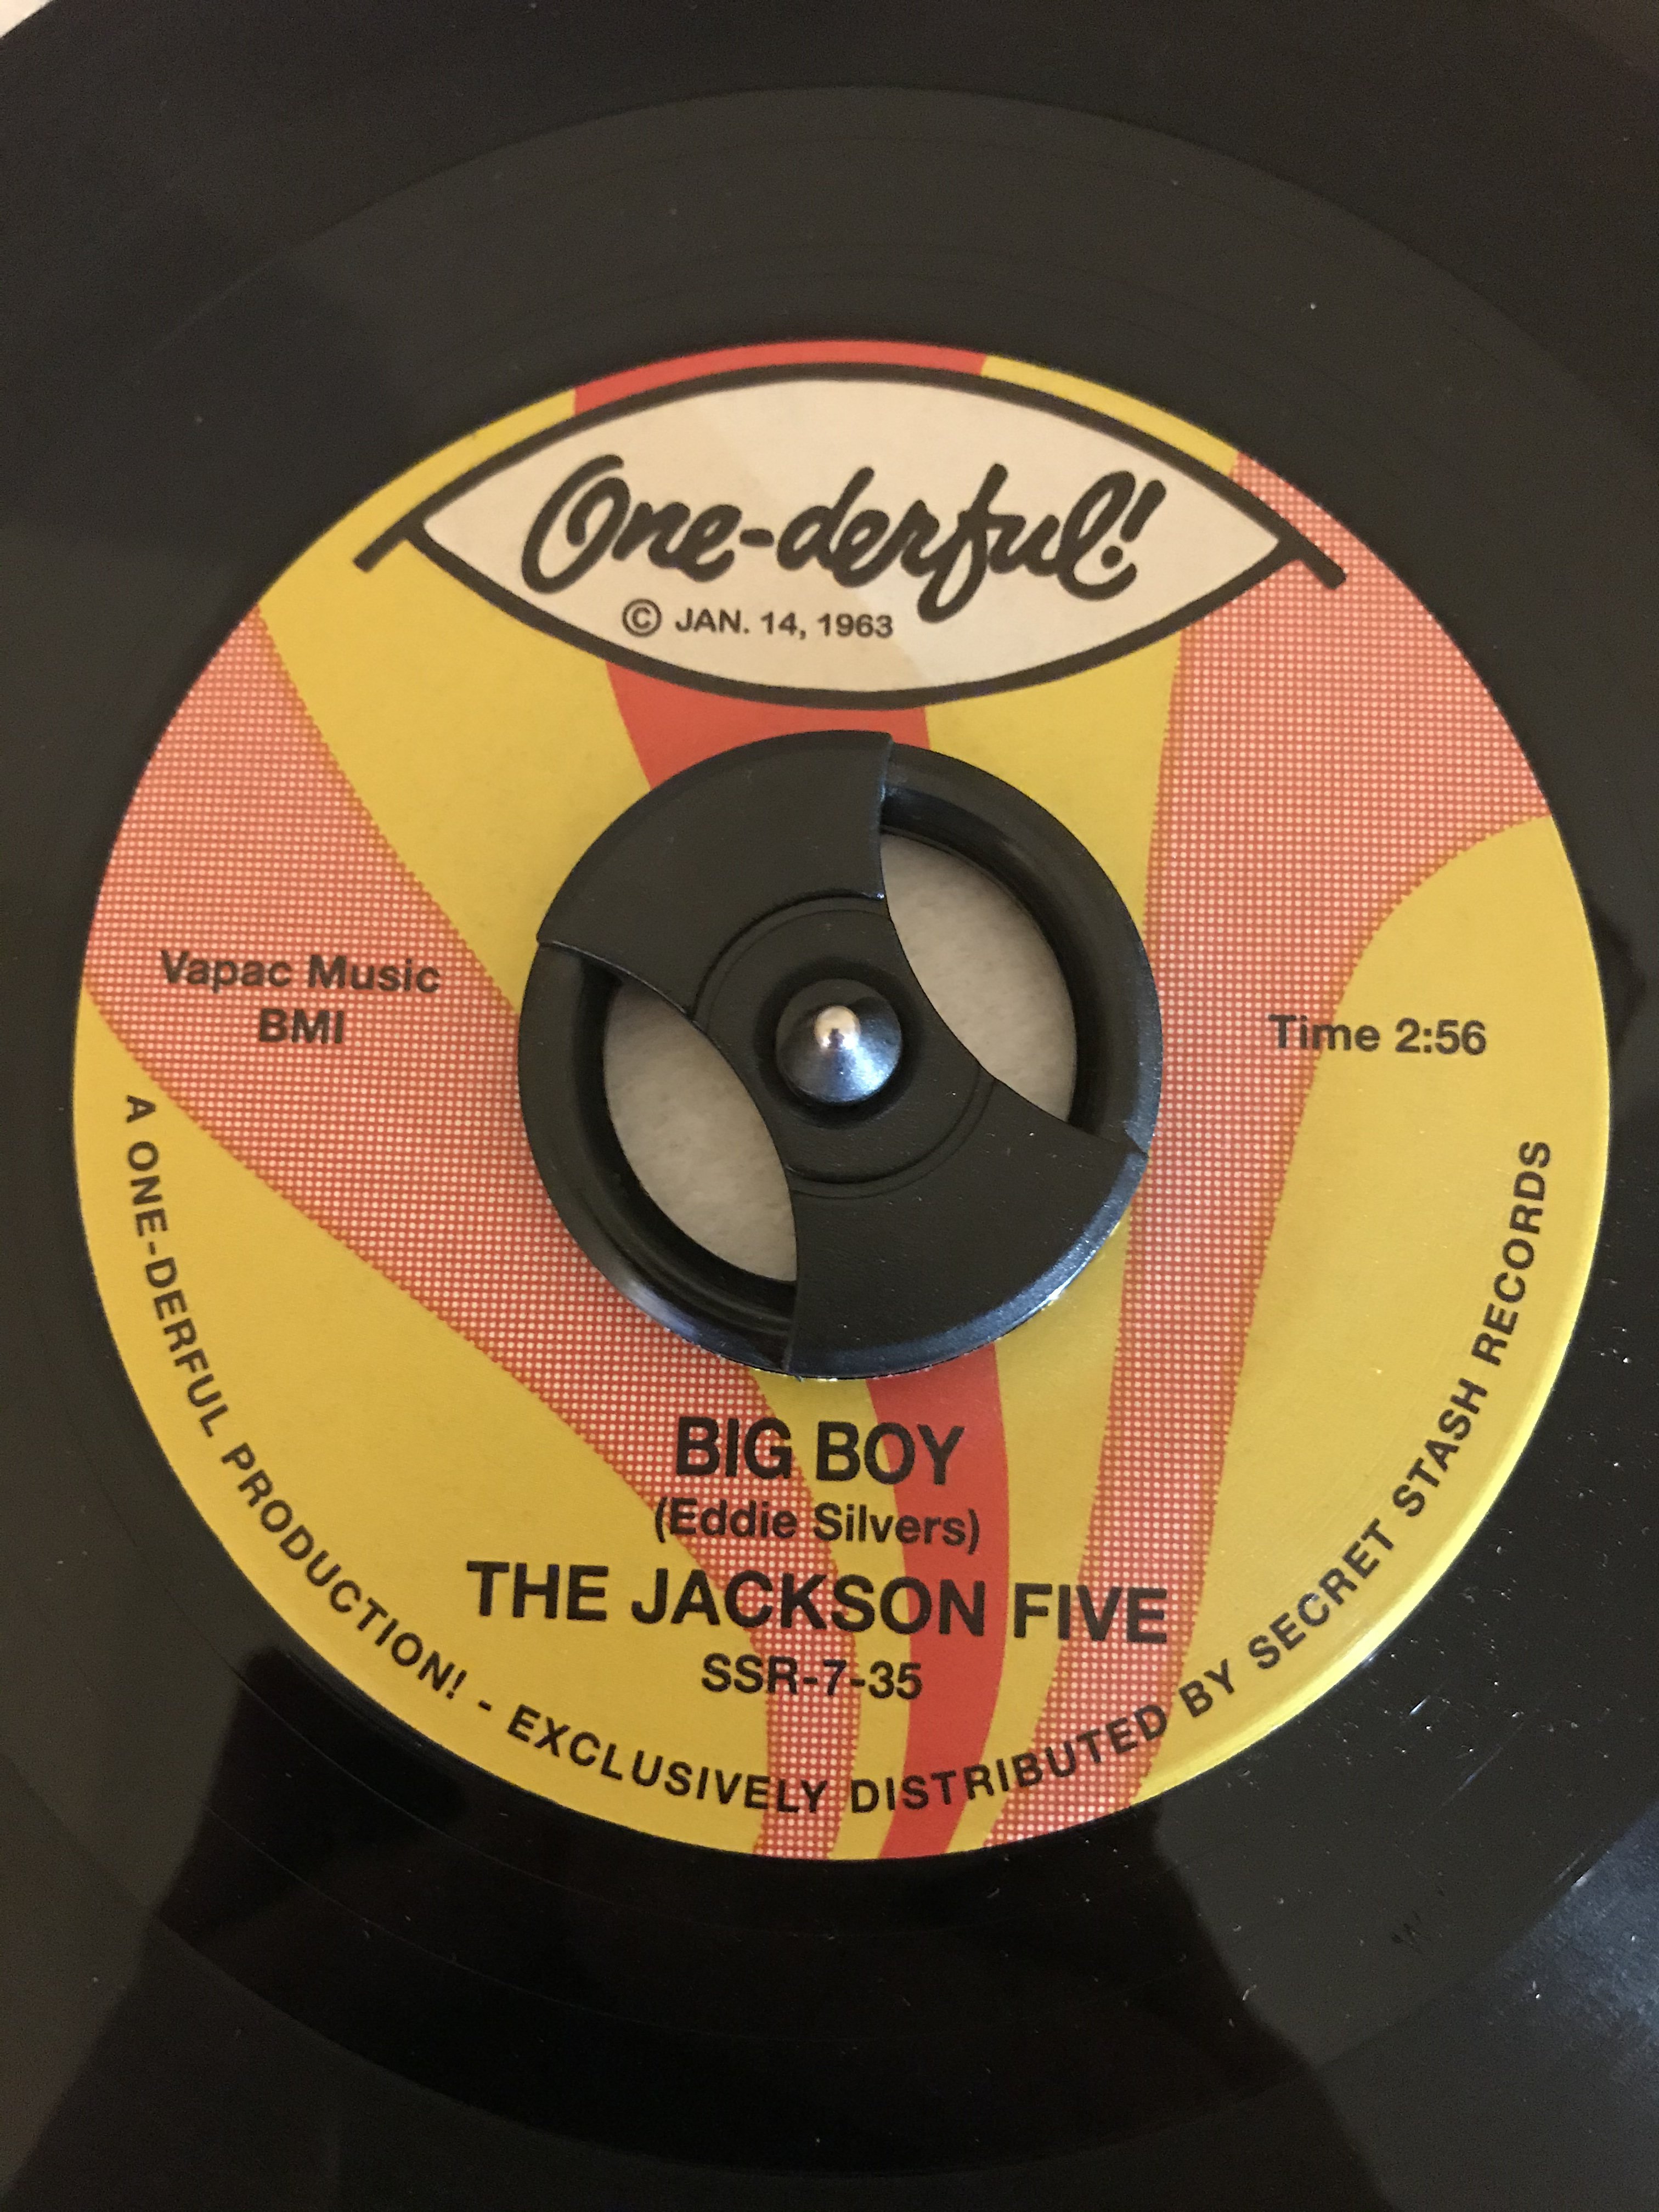 One-derful!
© JAN. 14, 1963
Vapac Music
BMI
Time 2:56
BIG BOY
(Eddie Silvers)
THE JACKSON FIVE
SSR-7-35
A ONE-DERFUL PRODUCTION! - EXCLUSIVELY DISTRIBUTED BY SECRET STASH RECORDS